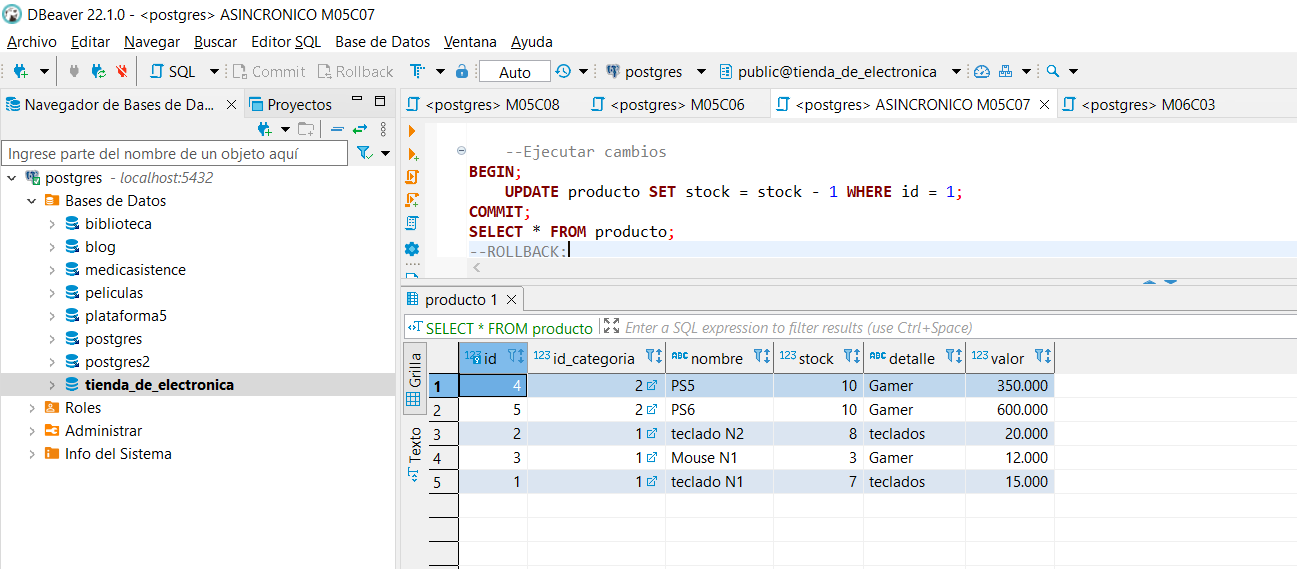 DBeaver 22.1.0 - <postgres> ASINCRONICO M05C07
Archivo Editar Navegar Buscar Editor SQL Base de Datos Ventana Ayuda
SQL Commit Rollback Auto postgres public@tienda_de_electronica
Navegador de Bases de Da... Proyectos
Ingrese parte del nombre de un objeto aquí
postgres - localhost:5432
Bases de Datos
biblioteca
blog
medicasistence
peliculas
plataforma5
postgres
postgres2
tienda_de_electronica
Roles
Administrar
Info del Sistema
<postgres> M05C08 <postgres> M05C06 <postgres> ASINCRONICO M05C07 <postgres> M06C03
--Ejecutar cambios
BEGIN;
UPDATE producto SET stock = stock - 1 WHERE id = 1;
COMMIT;
SELECT * FROM producto;
--ROLLBACK;
producto 1
SELECT * FROM producto Enter a SQL expression to filter results (use Ctrl+Space)
Grilla
Texto
123 id 123 id_categoria ABC nombre 123 stock ABC detalle 123 valor
1 4 2 PS5 10 Gamer 350.000
2 5 2 PS6 10 Gamer 600.000
3 2 1 teclado N2 8 teclados 20.000
4 3 1 Mouse N1 3 Gamer 12.000
5 1 1 teclado N1 7 teclados 15.000